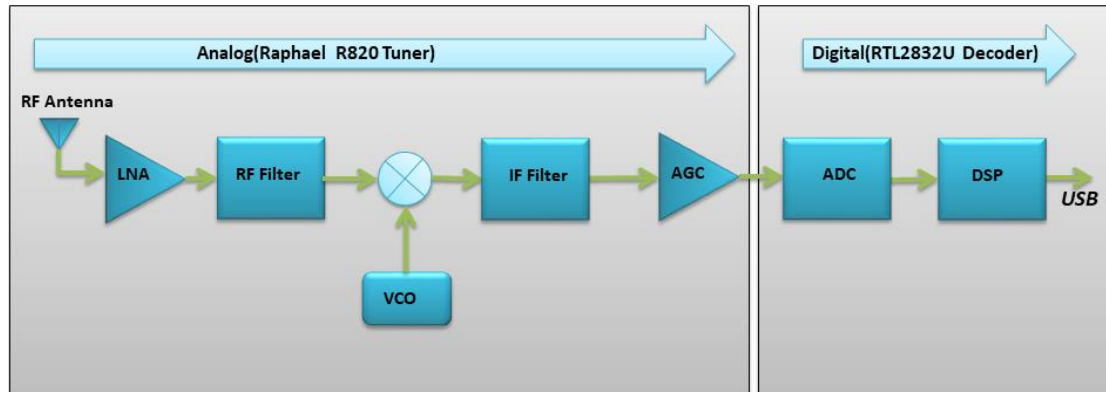 Analog(Raphael R820 Tuner)
Digital(RTL2832U Decoder)
RF Antenna
LNA
RF Filter
IF Filter
AGC
ADC
DSP
USB
VCO